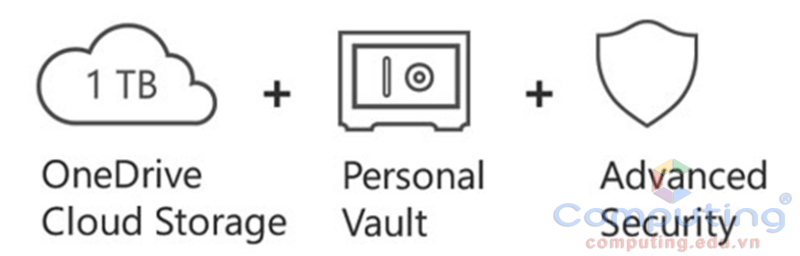 1 TB
+
+
OneDrive
Cloud Storage
Personal
Vault
Advanced
Security
Computing®
computing.edu.vn